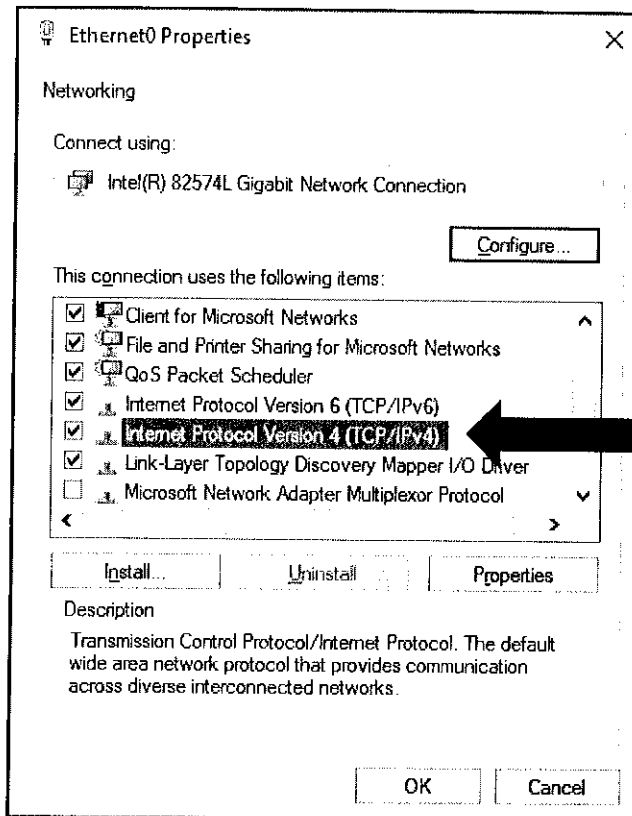 Ethernet0 Properties
Networking
Connect using:
Intel(R) 82574L Gigabit Network Connection
Configure...
This connection uses the following items:
Client for Microsoft Networks
File and Printer Sharing for Microsoft Networks
QoS Packet Scheduler
Internet Protocol Version 6 (TCP/IPv6)
Internet Protocol Version 4 (TCP/IPv4)
Link-Layer Topology Discovery Mapper I/O Driver
Microsoft Network Adapter Multiplexor Protocol
Install...
Uninstall
Properties
Description
Transmission Control Protocol/Internet Protocol. The default
wide area network protocol that provides communication
across diverse interconnected networks.
OK
Cancel